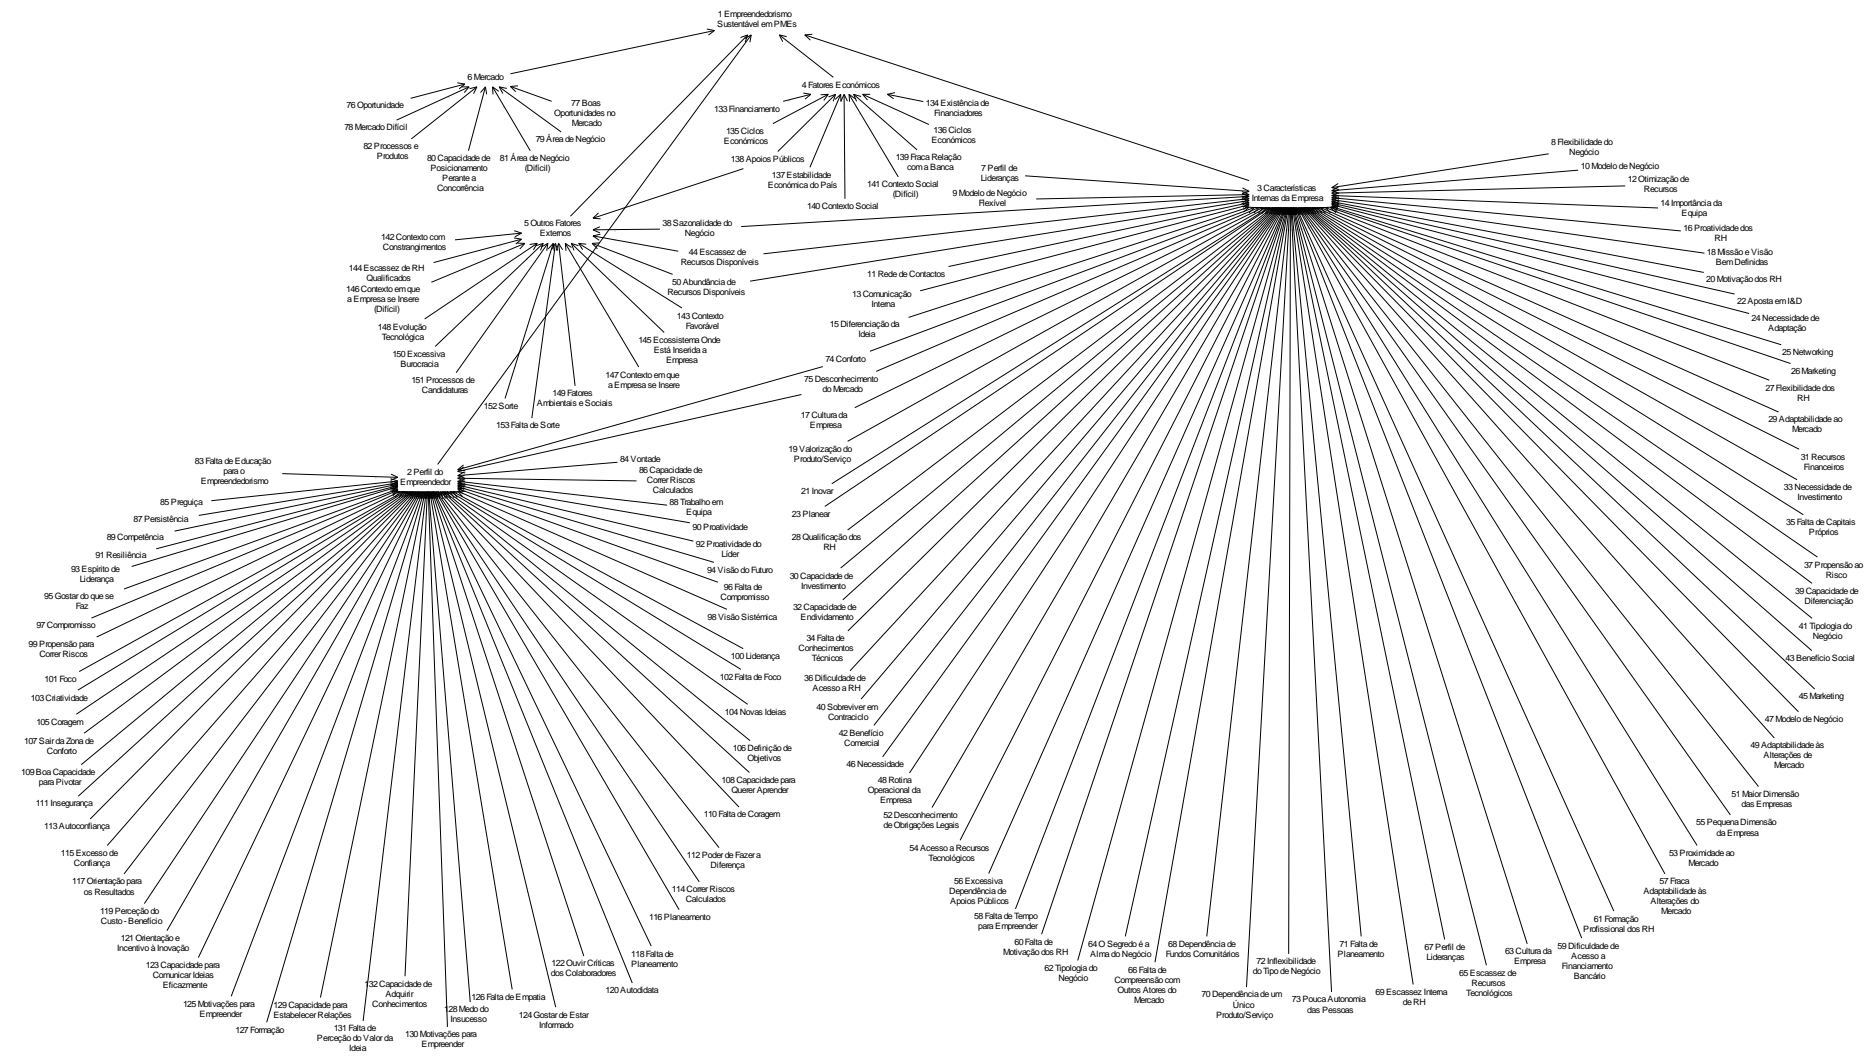 1 Empreendedorismo
Sustentável em PMEs
6 Mercado
4 Fatores Económicos
76 Oportunidade
77 Boas
Oportunidades no
Mercado
78 Mercado Difícil
79 Área de Negócio
82 Processos e
Produtos
80 Capacidade de
Posicionamento
Perante a
Concorrência
81 Área de Negócio
(Difícil)
133 Financiamento
134 Existência de
Financiadores
135 Ciclos
Económicos
136 Ciclos
Económicos
138 Apoios Públicos
139 Fraca Relação
com a Banca
137 Estabilidade
Económica do País
141 Contexto Social
(Difícil)
140 Contexto Social
7 Perfil de
Lideranças
9 Modelo de Negócio
Flexível
3 Características
Internas da Empresa
8 Flexibilidade do
Negócio
10 Modelo de Negócio
12 Otimização de
Recursos
14 Importância da
Equipa
16 Proatividade dos
RH
18 Missão e Visão
Bem Definidas
20 Motivação dos RH
22 Aposta em I&D
24 Necessidade de
Adaptação
25 Networking
26 Marketing
27 Flexibilidade dos
RH
29 Adaptabilidade ao
Mercado
31 Recursos
Financeiros
33 Necessidade de
Investimento
35 Falta de Capitais
Próprios
37 Propensão ao
Risco
39 Capacidade de
Diferenciação
41 Tipologia do
Negócio
43 Benefício Social
45 Marketing
47 Modelo de Negócio
49 Adaptabilidade às
Alterações de
Mercado
51 Maior Dimensão
das Empresas
55 Pequena Dimensão
da Empresa
53 Proximidade ao
Mercado
57 Fraca
Adaptabilidade às
Alterações do
Mercado
61 Formação
Profissional dos RH
59 Dificuldade de
Acesso a
Financiamento
Bancário
63 Cultura da
Empresa
65 Escassez de
Recursos
Tecnológicos
67 Perfil de
Lideranças
69 Escassez Interna
de RH
71 Falta de
Planeamento
73 Pouca Autonomia
das Pessoas
72 Inflexibilidade
do Tipo de Negócio
70 Dependência de um
Único
Produto/Serviço
68 Dependência de
Fundos Comunitários
66 Falta de
Compreensão com
Outros Atores do
Mercado
64 O Segredo é a
Alma do Negócio
62 Tipologia do
Negócio
60 Falta de
Motivação dos RH
58 Falta de Tempo
para Empreender
56 Excessiva
Dependência de
Apoios Públicos
54 Acesso a Recursos
Tecnológicos
52 Desconhecimento
de Obrigações Legais
48 Rotina
Operacional da
Empresa
46 Necessidade
42 Benefício
Comercial
40 Sobreviver em
Contraciclo
36 Dificuldade de
Acesso a RH
34 Falta de
Conhecimentos
Técnicos
32 Capacidade de
Endividamento
30 Capacidade de
Investimento
28 Qualificação dos
RH
23 Planear
21 Inovar
19 Valorização do
Produto/Serviço
17 Cultura da
Empresa
75 Desconhecimento
do Mercado
74 Conforto
15 Diferenciação da
Ideia
13 Comunicação
Interna
11 Rede de Contactos
5 Outros Fatores
Externos
38 Sazonalidade do
Negócio
44 Escassez de
Recursos Disponíveis
50 Abundância de
Recursos Disponíveis
142 Contexto com
Constrangimentos
144 Escassez de RH
Qualificados
146 Contexto em que
a Empresa se Insere
(Difícil)
148 Evolução
Tecnológica
150 Excessiva
Burocracia
151 Processos de
Candidaturas
152 Sorte
153 Falta de Sorte
149 Fatores
Ambientais e Sociais
147 Contexto em que
a Empresa se Insere
145 Ecossistema Onde
Está Inserida a
Empresa
143 Contexto
Favorável
2 Perfil do
Empreendedor
83 Falta de Educação
para o
Empreendedorismo
84 Vontade
86 Capacidade de
Correr Riscos
Calculados
85 Preguiça
88 Trabalho em
Equipa
87 Persistência
90 Proatividade
89 Competência
92 Proatividade do
Líder
91 Resiliência
94 Visão do Futuro
93 Espírito de
Liderança
96 Falta de
Compromisso
95 Gostar do que se
Faz
98 Visão Sistémica
97 Compromisso
99 Propensão para
Correr Riscos
100 Liderança
101 Foco
102 Falta de Foco
103 Criatividade
104 Novas Ideias
105 Coragem
107 Sair da Zona de
Conforto
106 Definição de
Objetivos
109 Boa Capacidade
para Pivotar
108 Capacidade para
Querer Aprender
111 Insegurança
110 Falta de Coragem
113 Autoconfiança
115 Excesso de
Confiança
112 Poder de Fazer a
Diferença
117 Orientação para
os Resultados
114 Correr Riscos
Calculados
119 Perceção do
Custo - Benefício
116 Planeamento
121 Orientação e
Incentivo à Inovação
118 Falta de
Planeamento
123 Capacidade para
Comunicar Ideias
Eficazmente
122 Ouvir Críticas
dos Colaboradores
120 Autodidata
125 Motivações para
Empreender
129 Capacidade para
Estabelecer Relações
132 Capacidade de
Adquirir
Conhecimentos
126 Falta de Empatia
128 Medo do
Insucesso
124 Gostar de Estar
Informado
127 Formação
131 Falta de
Perceção do Valor da
Ideia
130 Motivações para
Empreender